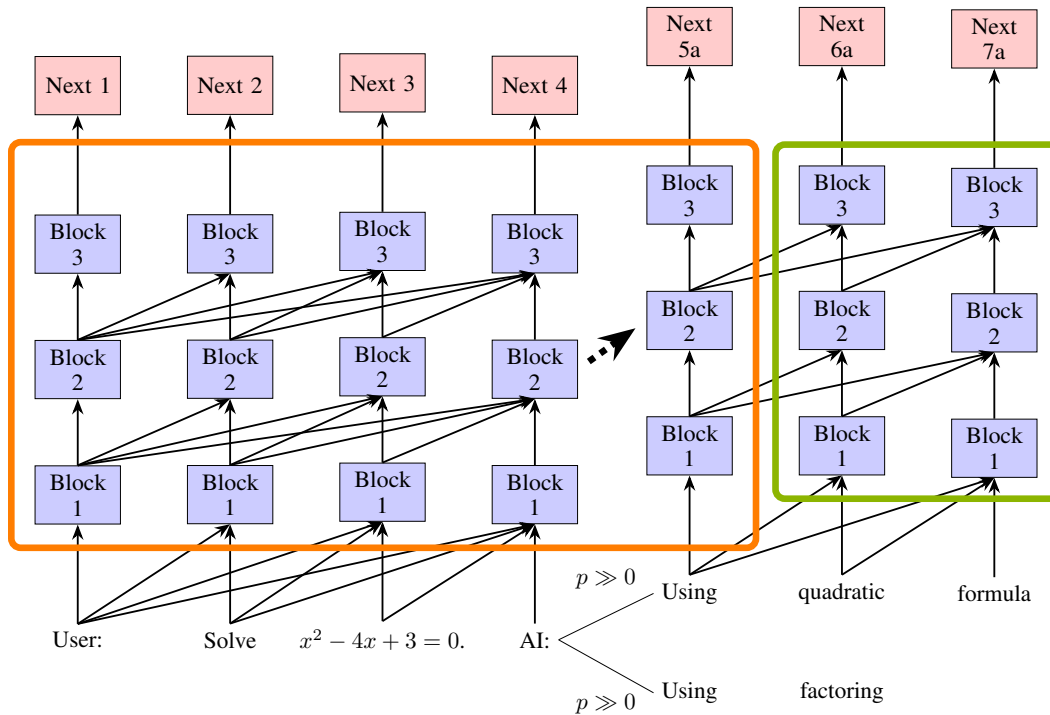 Next
5a
Next
6a
Next
7a
Next 1
Next 2
Next 3
Next 4
Block
3
Block
3
Block
3
Block
3
Block
3
Block
3
Block
3
Block
2
Block
2
Block
2
Block
2
Block
2
Block
2
Block
2
Block
1
Block
1
Block
1
Block
1
Block
1
Block
1
Block
1
p ≫ 0
Using
quadratic
formula
User:
Solve
x² − 4x + 3 = 0.
AI:
p ≫ 0
Using
factoring